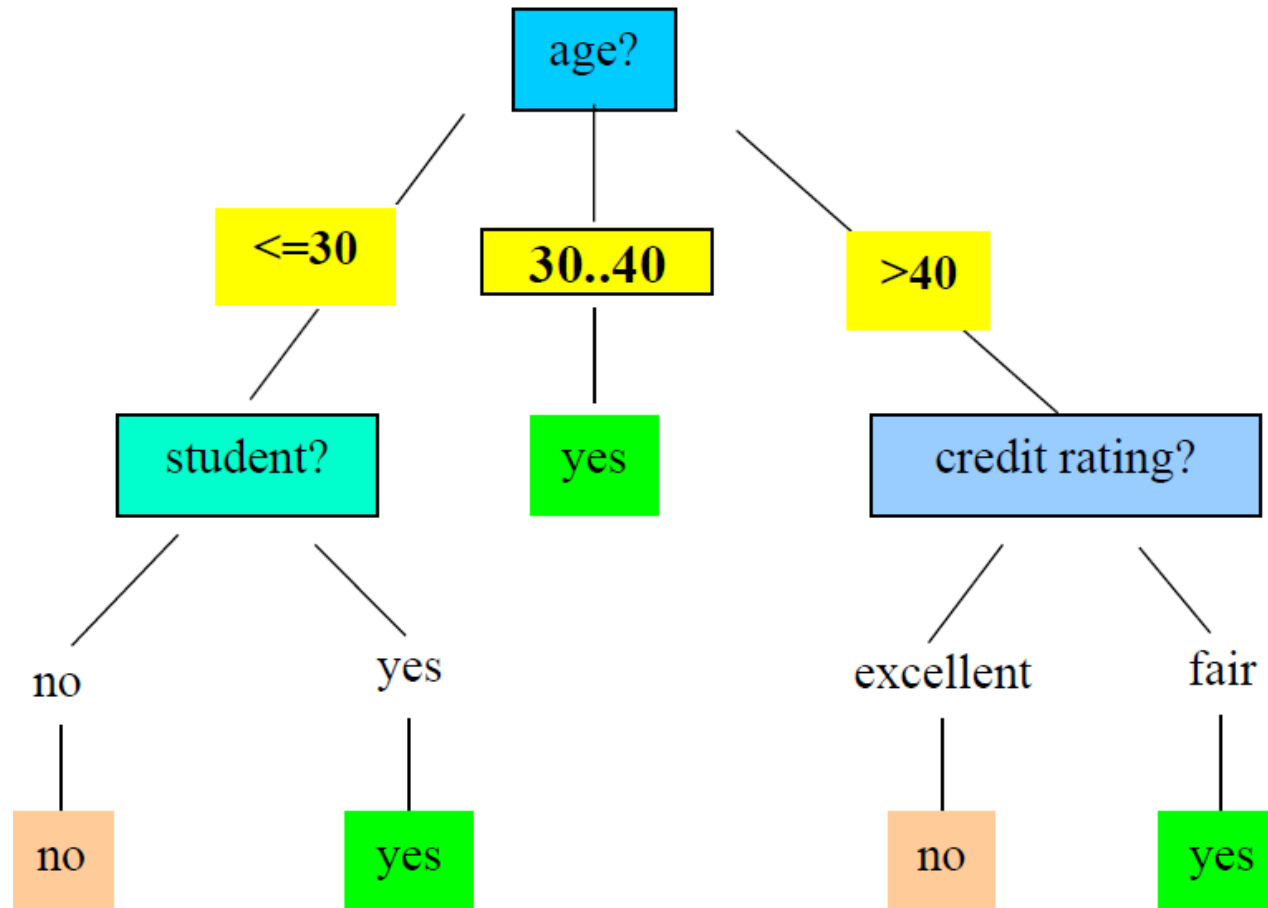 age?
<=30
30..40
>40
student?
yes
credit rating?
no
yes
excellent
fair
no
yes
no
yes